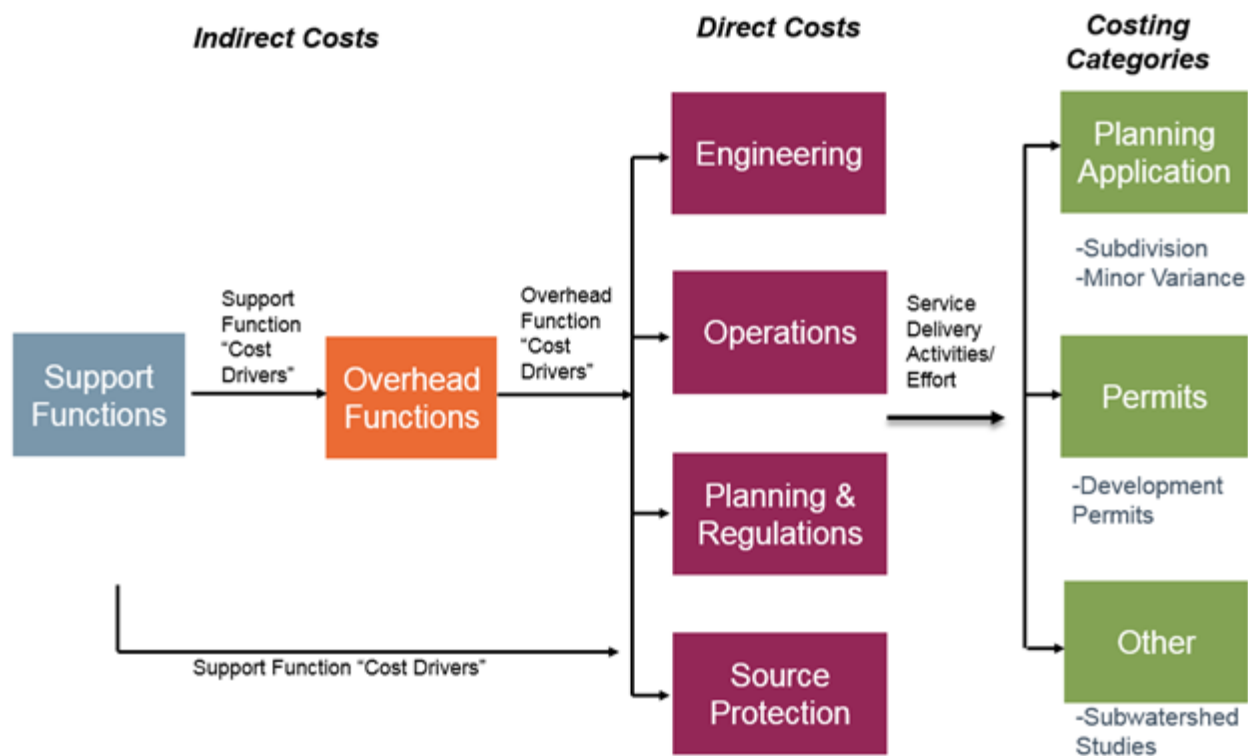 Indirect Costs
Direct Costs
Costing
Categories
Support
Functions
Support
Function
“Cost
Drivers”
Overhead
Functions
Overhead
Function
“Cost
Drivers”
Support Function “Cost Drivers”
Engineering
Operations
Planning &
Regulations
Source
Protection
Service
Delivery
Activities/
Effort
Planning
Application
-Subdivision
-Minor Variance
Permits
-Development
Permits
Other
-Subwatershed
Studies